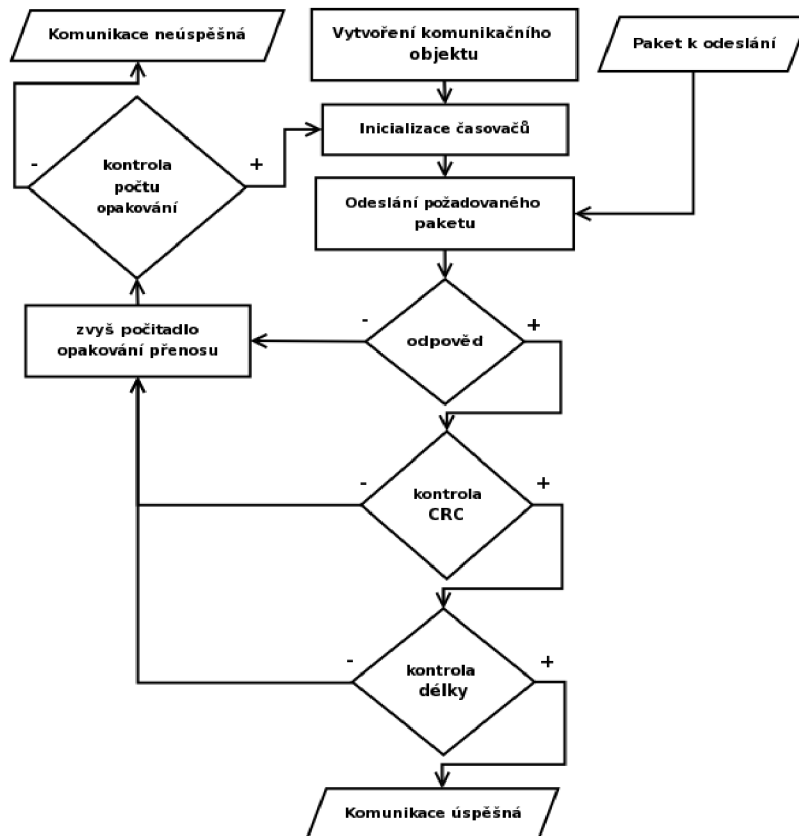 Komunikace neúspěšná
Vytvoření komunikačního
objektu
Paket k odeslání
Inicializace časovačů
-
kontrola
počtu
opakování
+
Odeslání požadovaného
paketu
zvyš počitadlo
opakování přenosu
-
odpověd
+
-
kontrola
CRC
+
-
kontrola
délky
+
Komunikace úspěšná